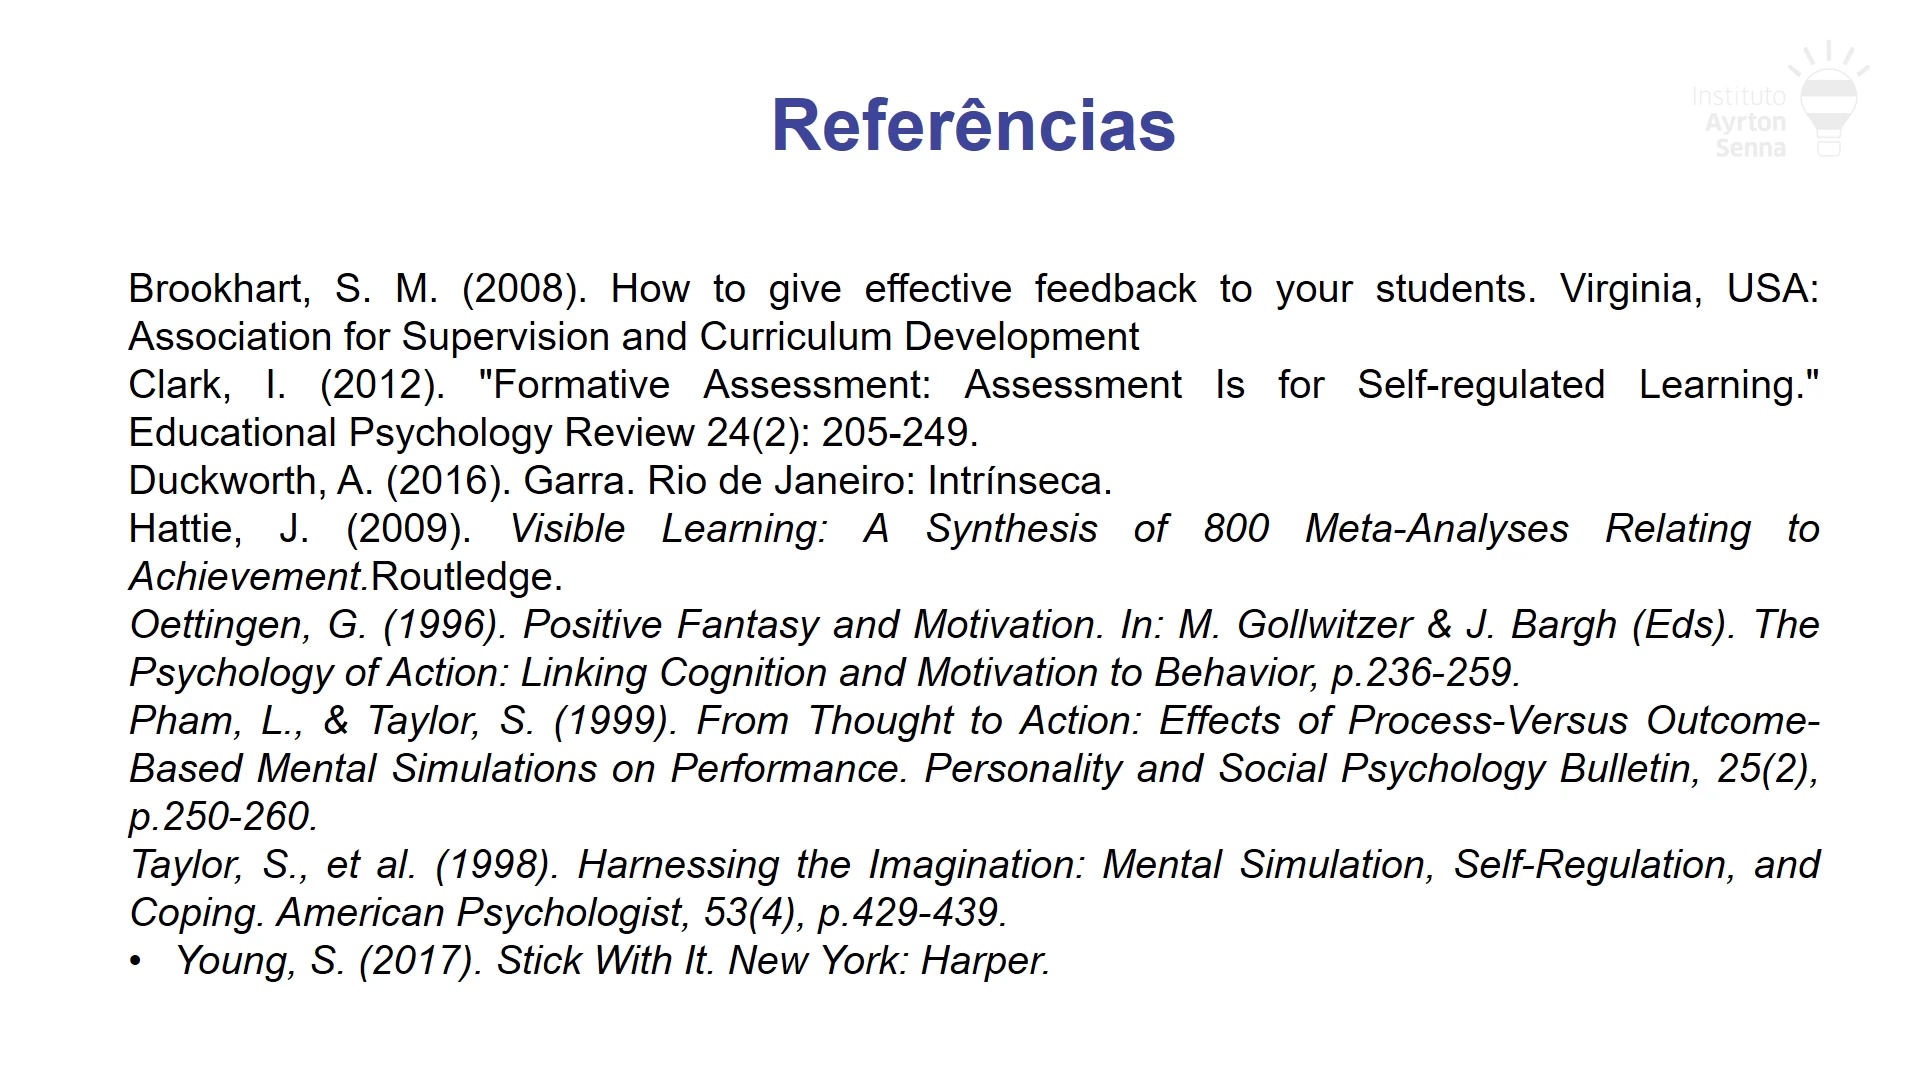 Referências
Instituto
Ayrton
Senna
Brookhart, S. M. (2008). How to give effective feedback to your students. Virginia, USA:
Association for Supervision and Curriculum Development
Clark, I. (2012). "Formative Assessment: Assessment Is for Self-regulated Learning."
Educational Psychology Review 24(2): 205-249.
Duckworth, A. (2016). Garra. Rio de Janeiro: Intrínseca.
Hattie, J. (2009). Visible Learning: A Synthesis of 800 Meta-Analyses Relating to
Achievement.Routledge.
Oettingen, G. (1996). Positive Fantasy and Motivation. In: M. Gollwitzer & J. Bargh (Eds). The
Psychology of Action: Linking Cognition and Motivation to Behavior, p.236-259.
Pham, L., & Taylor, S. (1999). From Thought to Action: Effects of Process-Versus Outcome-
Based Mental Simulations on Performance. Personality and Social Psychology Bulletin, 25(2),
p.250-260.
Taylor, S., et al. (1998). Harnessing the Imagination: Mental Simulation, Self-Regulation, and
Coping. American Psychologist, 53(4), p.429-439.
• Young, S. (2017). Stick With It. New York: Harper.